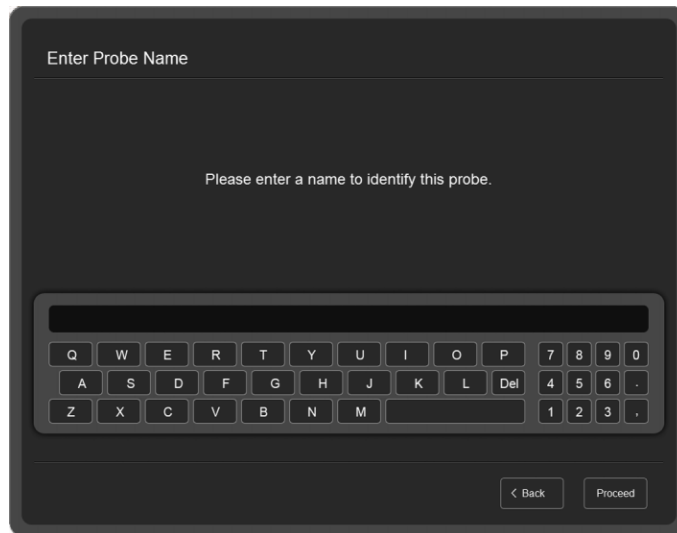 Enter Probe Name
Please enter a name to identify this probe.
Q W E R T Y U I O P 7 8 9 0
A S D F G H J K L Del 4 5 6 .
Z X C V B N M 1 2 3 ,
< Back Proceed